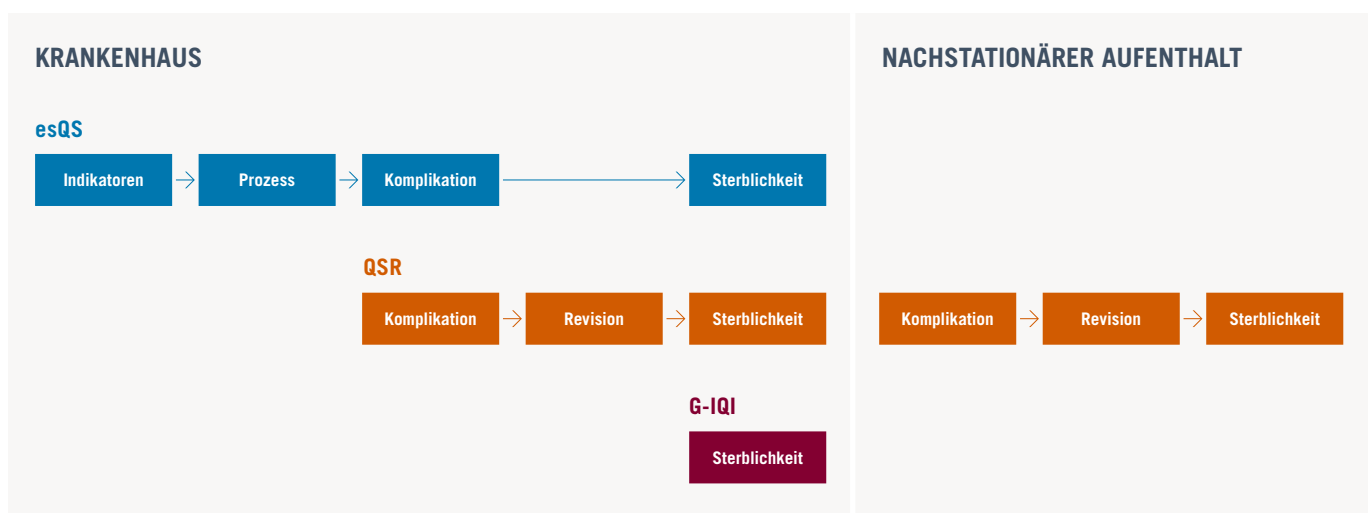 KRANKENHAUS
NACHSTATIONÄRER AUFENTHALT
esQS
Indikatoren
Prozess
Komplikation
Sterblichkeit
QSR
Komplikation
Revision
Sterblichkeit
Komplikation
Revision
Sterblichkeit
G-IQI
Sterblichkeit